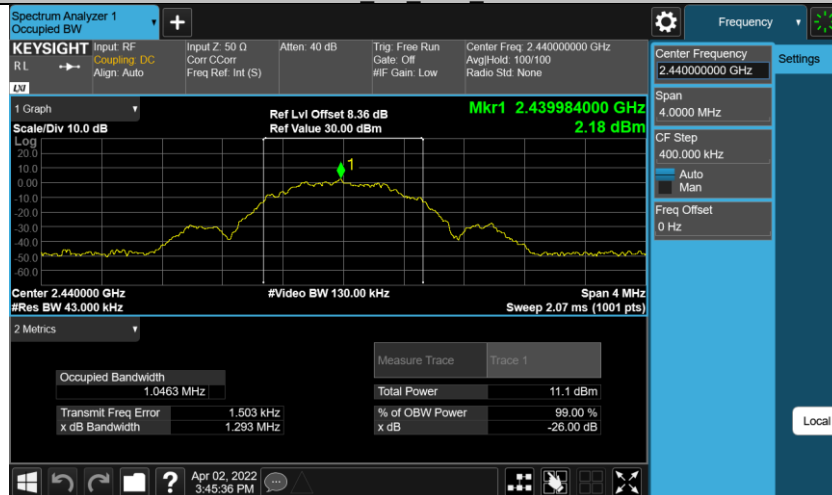 Spectrum Analyzer 1
Occupied BW
+
Frequency
KEYSIGHT
RL
LXI
Input: RF
Coupling: DC
Align: Auto
Input Z: 50 Ω
Corr CCorr
Freq Ref: Int (S)
Atten: 40 dB
Trig: Free Run
Gate: Off
#IF Gain: Low
Center Freq: 2.440000000 GHz
Avg|Hold: 100/100
Radio Std: None
Center Frequency
2.440000000 GHz
Settings
Span
4.0000 MHz
CF Step
400.000 kHz
Auto
Man
Freq Offset
0 Hz
Local
1 Graph
Scale/Div 10.0 dB
Ref Lvl Offset 8.36 dB
Ref Value 30.00 dBm
Mkr1 2.439984000 GHz
2.18 dBm
Log
20.0
10.0
0.00
-10.0
-20.0
-30.0
-40.0
-50.0
-60.0
1
Center 2.440000 GHz
#Res BW 43.000 kHz
#Video BW 130.00 kHz
Span 4 MHz
Sweep 2.07 ms (1001 pts)
2 Metrics
Measure Trace
Trace 1
Occupied Bandwidth
1.0463 MHz
Total Power
11.1 dBm
Transmit Freq Error
1.503 kHz
% of OBW Power
99.00 %
x dB Bandwidth
1.293 MHz
x dB
-26.00 dB
?
Apr 02, 2022
3:45:36 PM